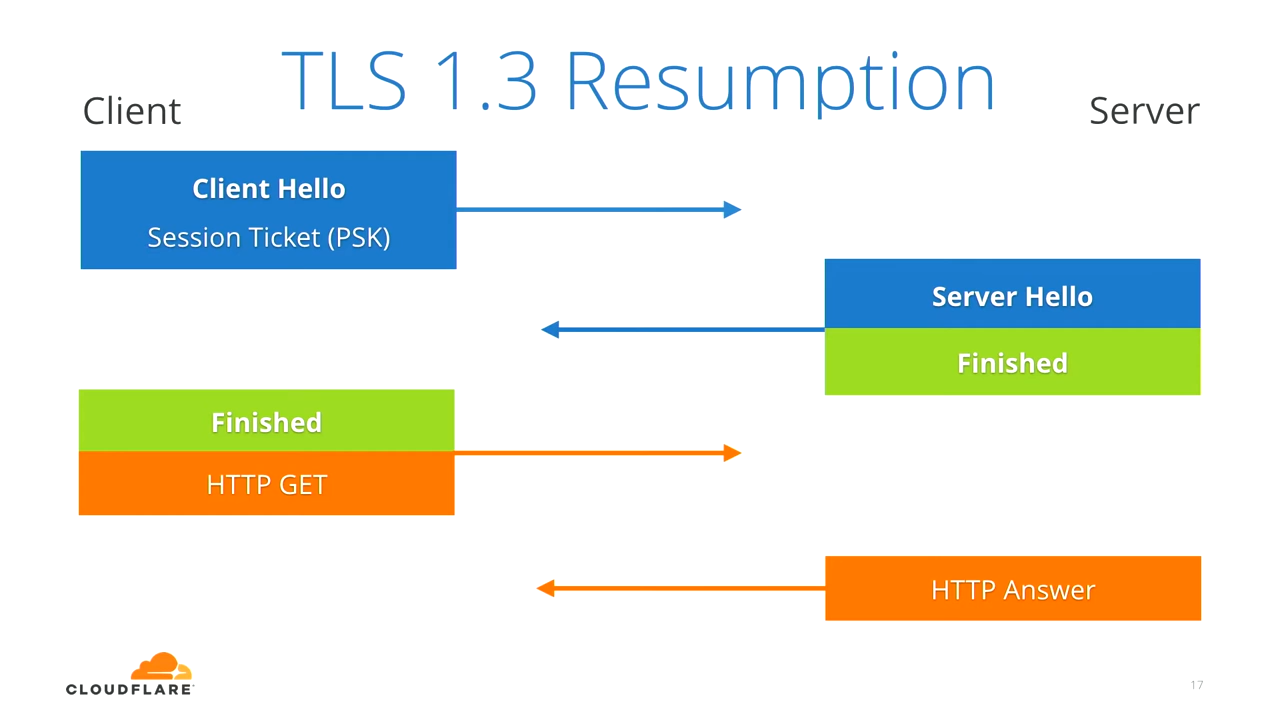 TLS 1.3 Resumption
Client
Server
Client Hello
Session Ticket (PSK)
Server Hello
Finished
Finished
HTTP GET
HTTP Answer
CLOUDFLARE
17